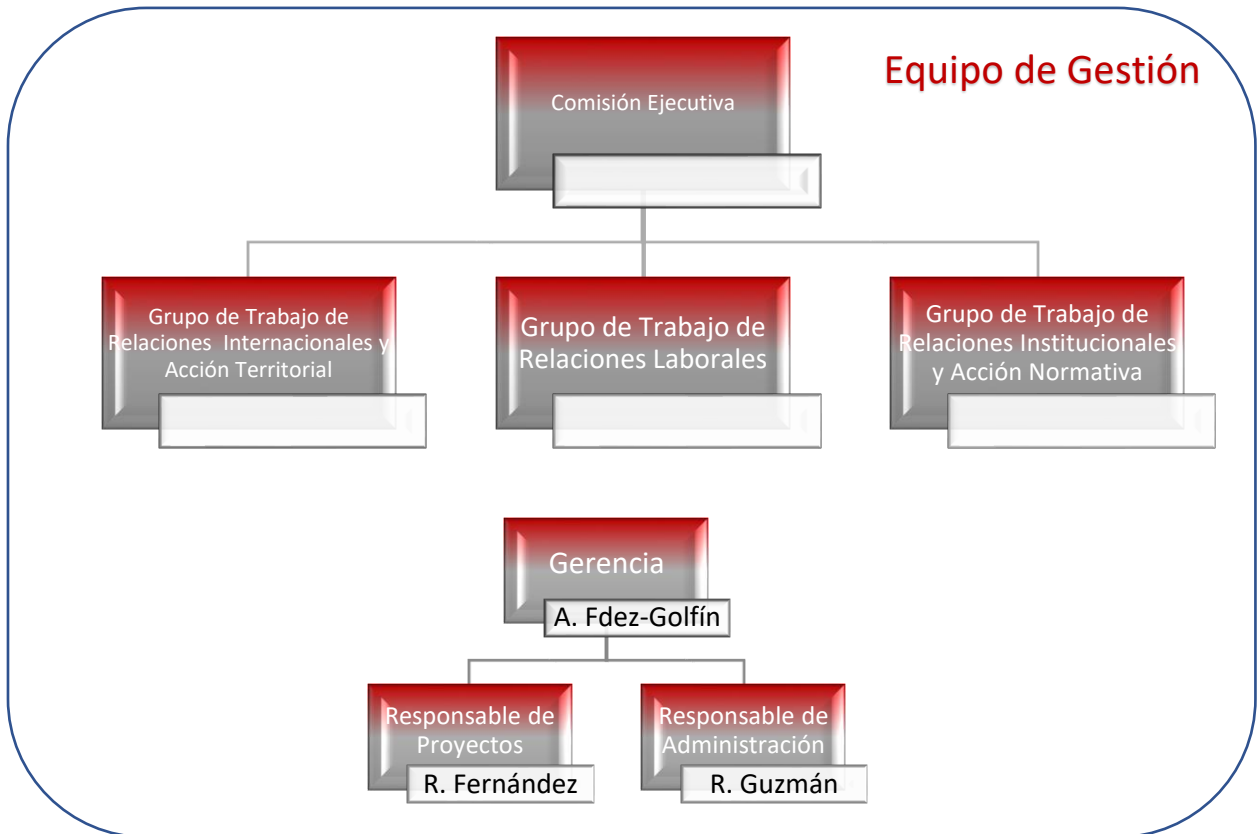 Equipo de Gestión
Comisión Ejecutiva
Grupo de Trabajo de
Relaciones Internacionales y
Acción Territorial
Grupo de Trabajo de
Relaciones Laborales
Grupo de Trabajo de
Relaciones Institucionales
y Acción Normativa
Gerencia
A. Fdez-Golfín
Responsable de
Proyectos
R. Fernández
Responsable de
Administración
R. Guzmán